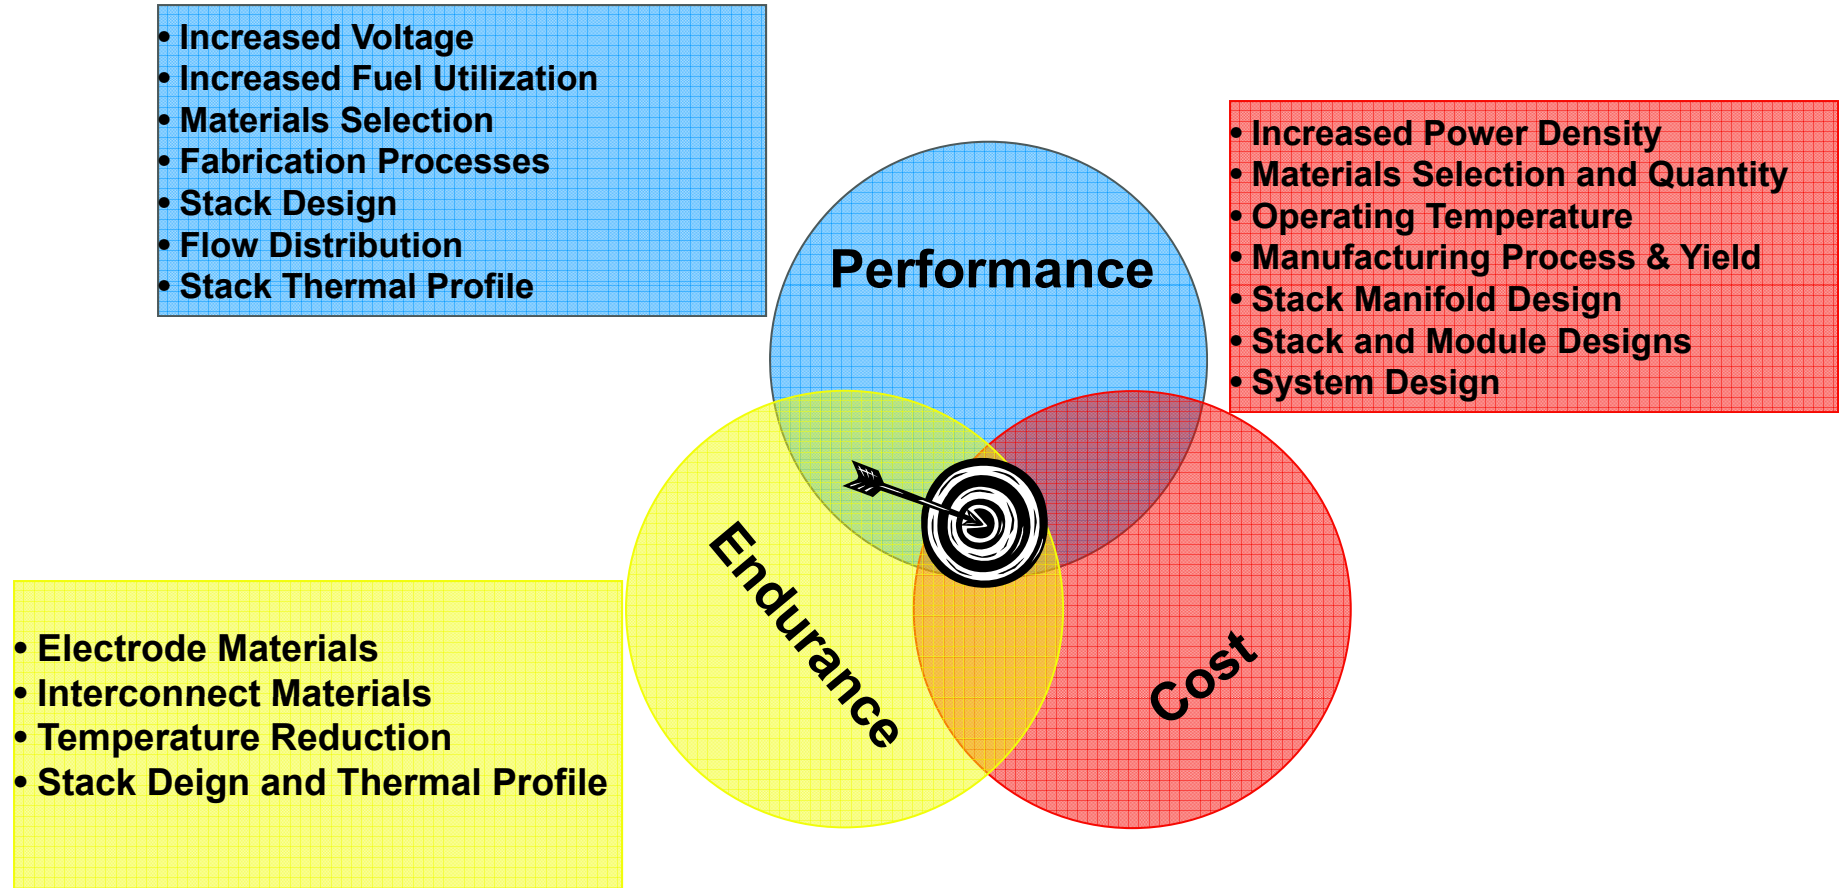 • Increased Voltage
• Increased Fuel Utilization
• Materials Selection
• Fabrication Processes
• Stack Design
• Flow Distribution
• Stack Thermal Profile
• Increased Power Density
• Materials Selection and Quantity
• Operating Temperature
• Manufacturing Process & Yield
• Stack Manifold Design
• Stack and Module Designs
• System Design
Performance
Endurance
Cost
• Electrode Materials
• Interconnect Materials
• Temperature Reduction
• Stack Deign and Thermal Profile